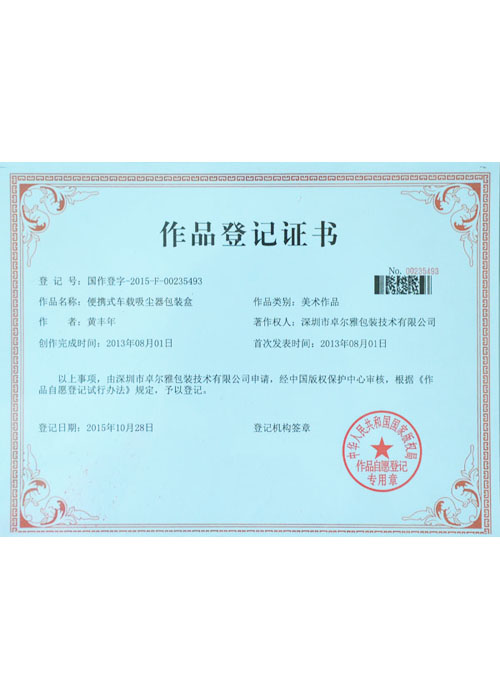 作品登记证书
No. 00235493
登 记 号：国作登字-2015-F-00235493
作品名称：便携式车载吸尘器包装盒 作品类别：美术作品
作 者：黄丰年 著作权人：深圳市卓尔雅包装技术有限公司
创作完成时间：2013年08月01日 首次发表时间：2013年08月01日
以上事项，由深圳市卓尔雅包装技术有限公司申请，经中国版权保护中心审核，根据《作
品自愿登记试行办法》规定，予以登记。
登记日期：2015年10月28日 登记机构签章
中华人民共和国国家版权局
作品自愿登记
专用章